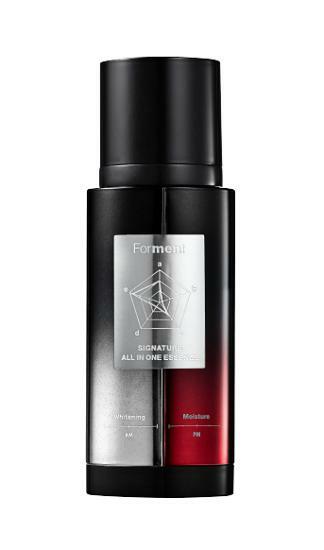 Forment
a
e b
d
SIGNATURE
ALL IN ONE ESSENCE
Whitening Moisture
AM PM